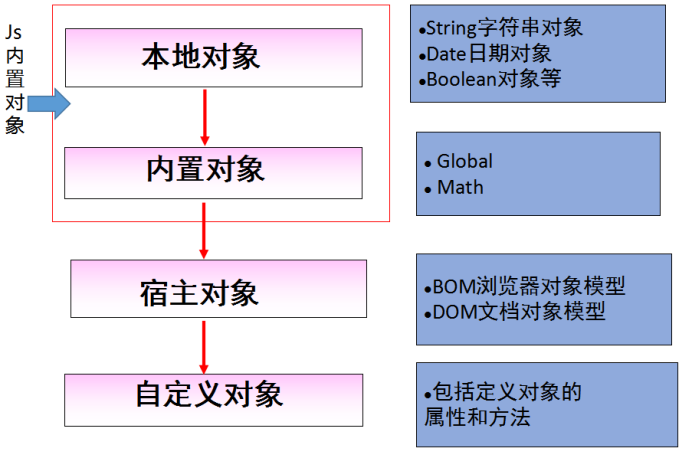 Js
内
置
对
象
本地对象
●String字符串对象
●Date日期对象
●Boolean对象等
内置对象
● Global
● Math
宿主对象
●BOM浏览器对象模型
●DOM文档对象模型
自定义对象
●包括定义对象的
属性和方法